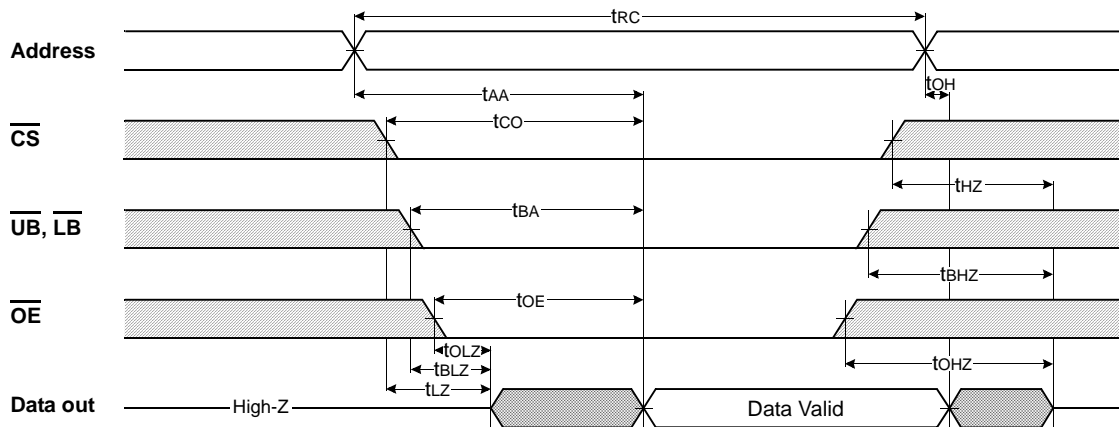 tRC
Address
tOH
tAA
CS
tCO
tHZ
UB, LB
tBA
tBHZ
OE
tOE
tOLZ
tOHZ
tBLZ
tLZ
Data out
High-Z
Data Valid